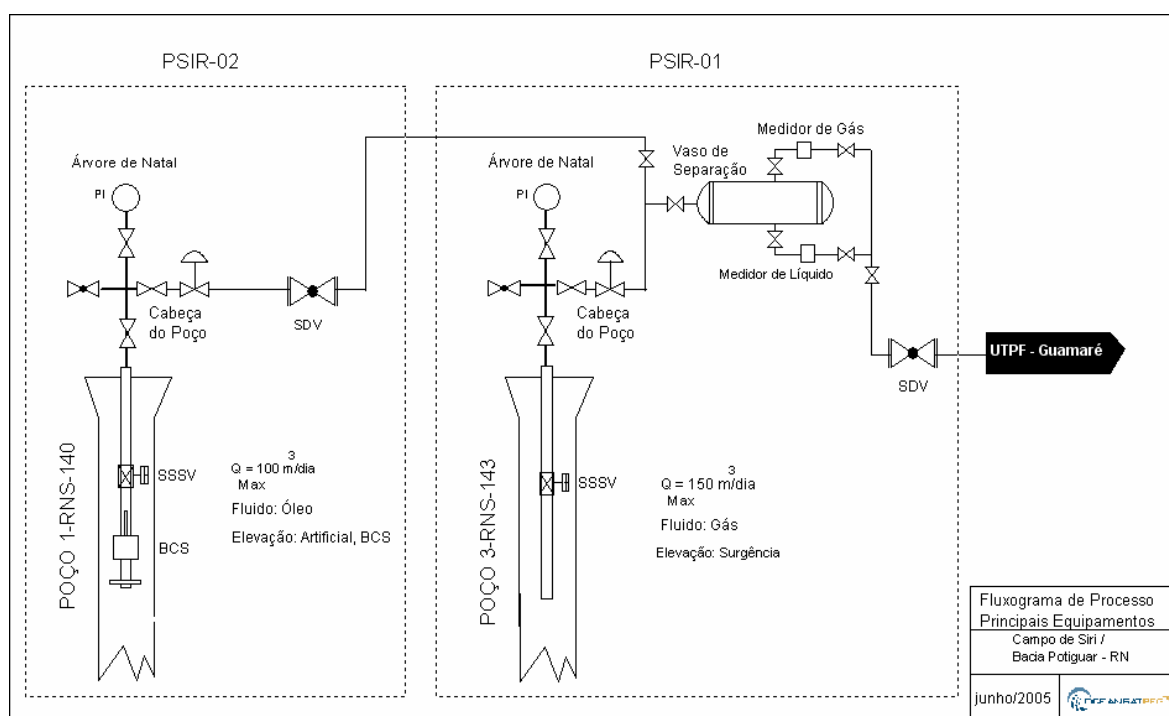 PSIR-02
PSIR-01
Medidor de Gás
Árvore de Natal
Árvore de Natal
Vaso de
Separação
PI
PI
Medidor de Líquido
Cabeça
do Poço
SDV
Cabeça
do Poço
SDV
UTPF - Guamaré
POÇO 1-RNS-140
SSSV
BCS
3
Q = 100 m/dia
Max
Fluido: Óleo
Elevação: Artificial, BCS
POÇO 3-RNS-143
SSSV
3
Q = 150 m/dia
Max
Fluido: Gás
Elevação: Surgência
Fluxograma de Processo
Principais Equipamentos
Campo de Siri /
Bacia Potiguar - RN
junho/2005